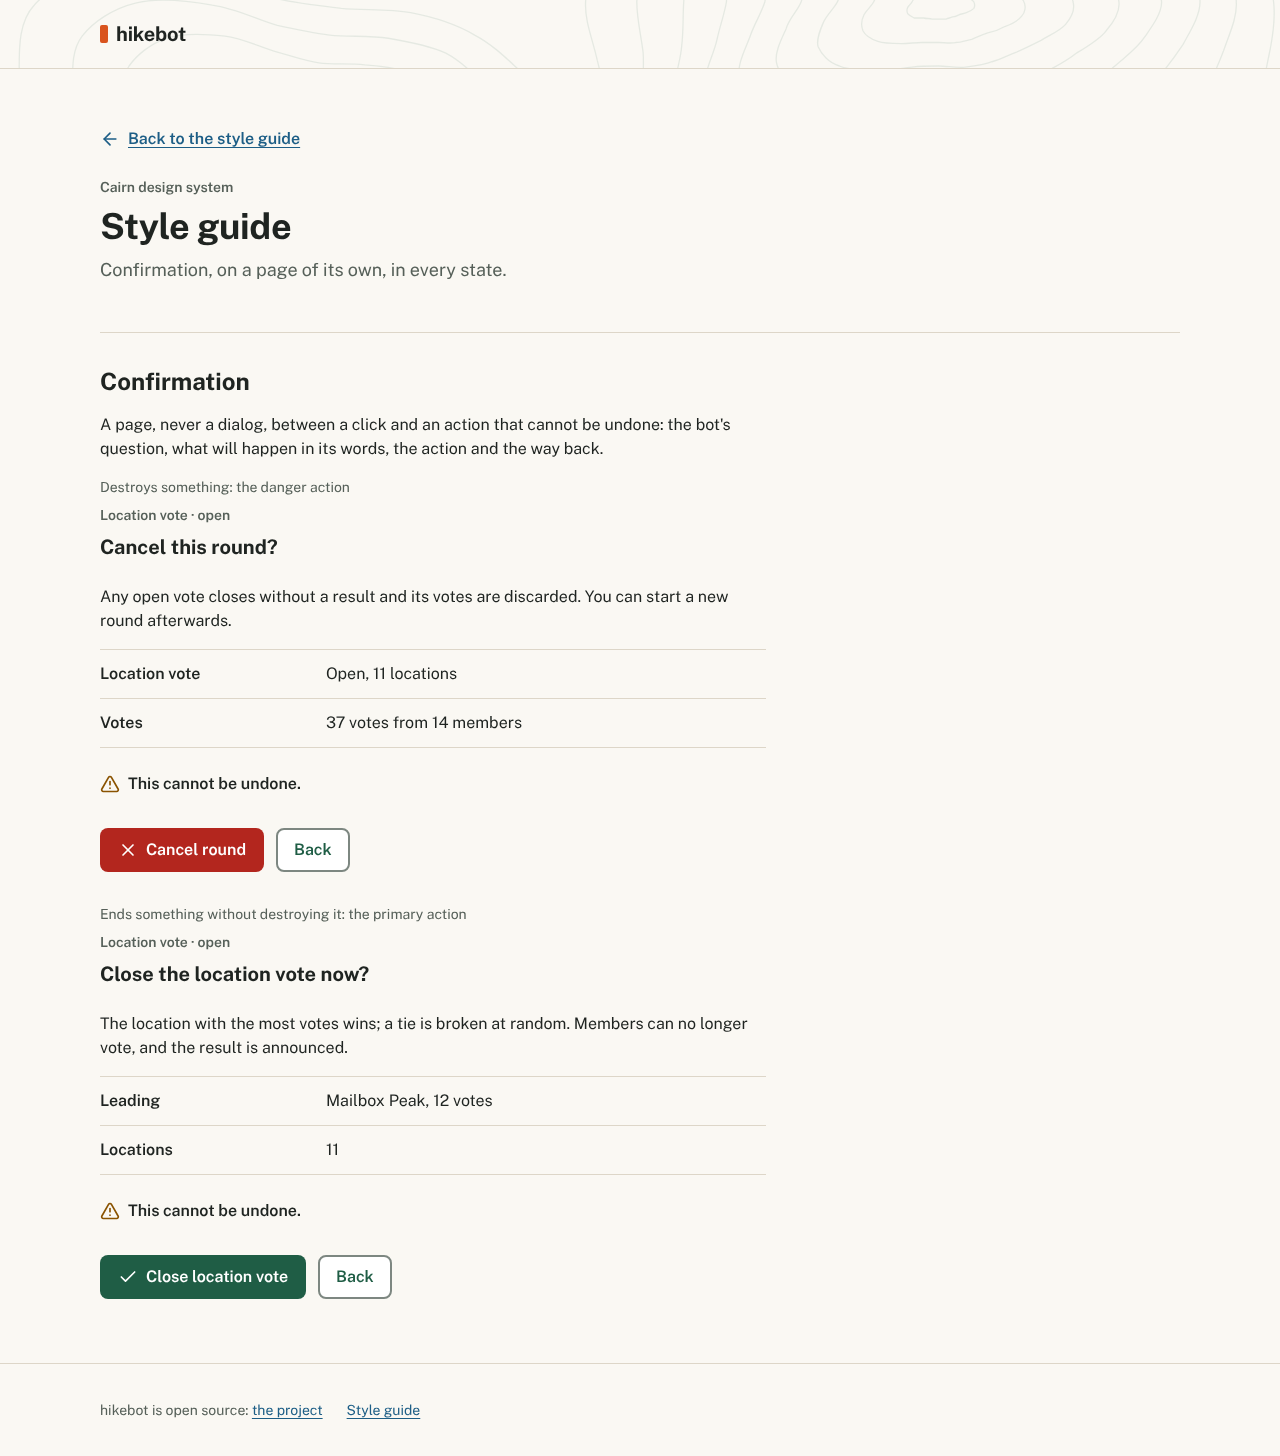 hikebot
Back to the style guide
Cairn design system
Style guide
Confirmation, on a page of its own, in every state.
Confirmation
A page, never a dialog, between a click and an action that cannot be undone: the bot's
question, what will happen in its words, the action and the way back.
Destroys something: the danger action
Location vote · open
Cancel this round?
Any open vote closes without a result and its votes are discarded. You can start a new
round afterwards.
Location vote Open, 11 locations
Votes 37 votes from 14 members
This cannot be undone.
Cancel round Back
Ends something without destroying it: the primary action
Location vote · open
Close the location vote now?
The location with the most votes wins; a tie is broken at random. Members can no longer
vote, and the result is announced.
Leading Mailbox Peak, 12 votes
Locations 11
This cannot be undone.
Close location vote Back
hikebot is open source: the project Style guide